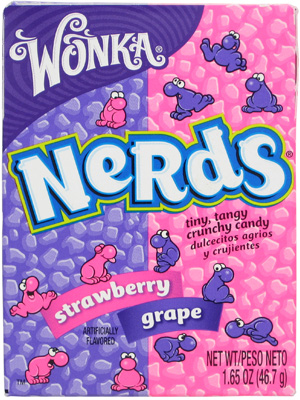 WONKA®
NeRds®
tiny, tangy
crunchy candy
dulcecitos agrios
y crujientes
strawberry
grape
ARTIFICIALLY
FLAVORED
NET WT/PESO NETO
1.65 OZ (46.7 g)
TM